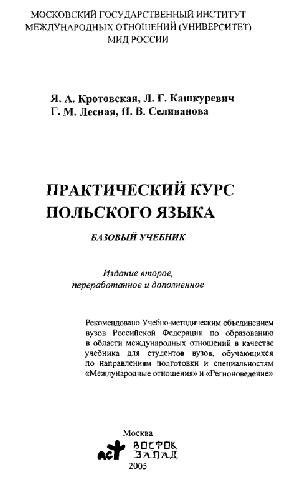 МОСКОВСКИЙ ГОСУДАРСТВЕННЫЙ ИНСТИТУТ
МЕЖДУНАРОДНЫХ ОТНОШЕНИЙ (УНИВЕРСИТЕТ)
МИД РОССИИ
Я. А. Кротовская, Л. Г. Кашкуревич
Г. М. Лесная, Н. В. Селиванова
ПРАКТИЧЕСКИЙ КУРС
ПОЛЬСКОГО ЯЗЫКА
БАЗОВЫЙ УЧЕБНИК
Издание второе,
переработанное и дополненное
Рекомендовано Учебно-методическим объединением
вузов Российской Федерации по образованию
в области международных отношений в качестве
учебника для студентов вузов, обучающихся
по направлениям подготовки и специальностям
«Международные отношения» и «Регионоведение»
Москва
АСТ ВОСТОК
ЗАПАД
2005